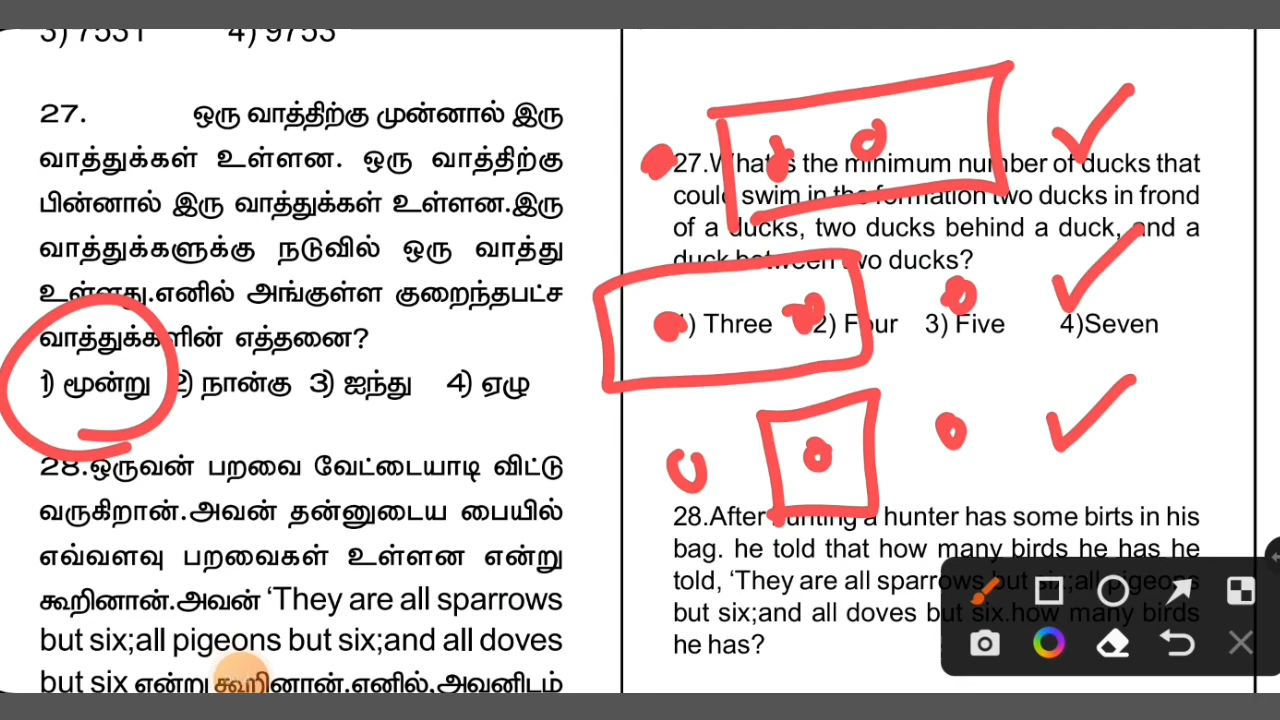 3) 7531 4) 9753
27. ஒரு வாத்திற்கு முன்னால் இரு
வாத்துக்கள் உள்ளன. ஒரு வாத்திற்கு
பின்னால் இரு வாத்துக்கள் உள்ளன.இரு
வாத்துக்களுக்கு நடுவில் ஒரு வாத்து
உள்ளது.எனில் அங்குள்ள குறைந்தபட்ச
வாத்துக்களின் எத்தனை?
1) மூன்று 2) நான்கு 3) ஐந்து 4) ஏழு
28.ஒருவன் பறவை வேட்டையாடி விட்டு
வருகிறான்.அவன் தன்னுடைய பையில்
எவ்வளவு பறவைகள் உள்ளன என்று
கூறினான்.அவன் ‘They are all sparrows
but six;all pigeons but six;and all doves
but six என்று கூறினான்.எனில்,அவனிடம்
27.What is the minimum number of ducks that
could swim in the formation two ducks in frond
of a ducks, two ducks behind a duck, and a
duck between two ducks?
1) Three 2) Four 3) Five 4)Seven
28.After hunting a hunter has some birts in his
bag. he told that how many birds he has he
told, ‘They are all sparrows but six;all pigeons
but six;and all doves but six.how many birds
he has?